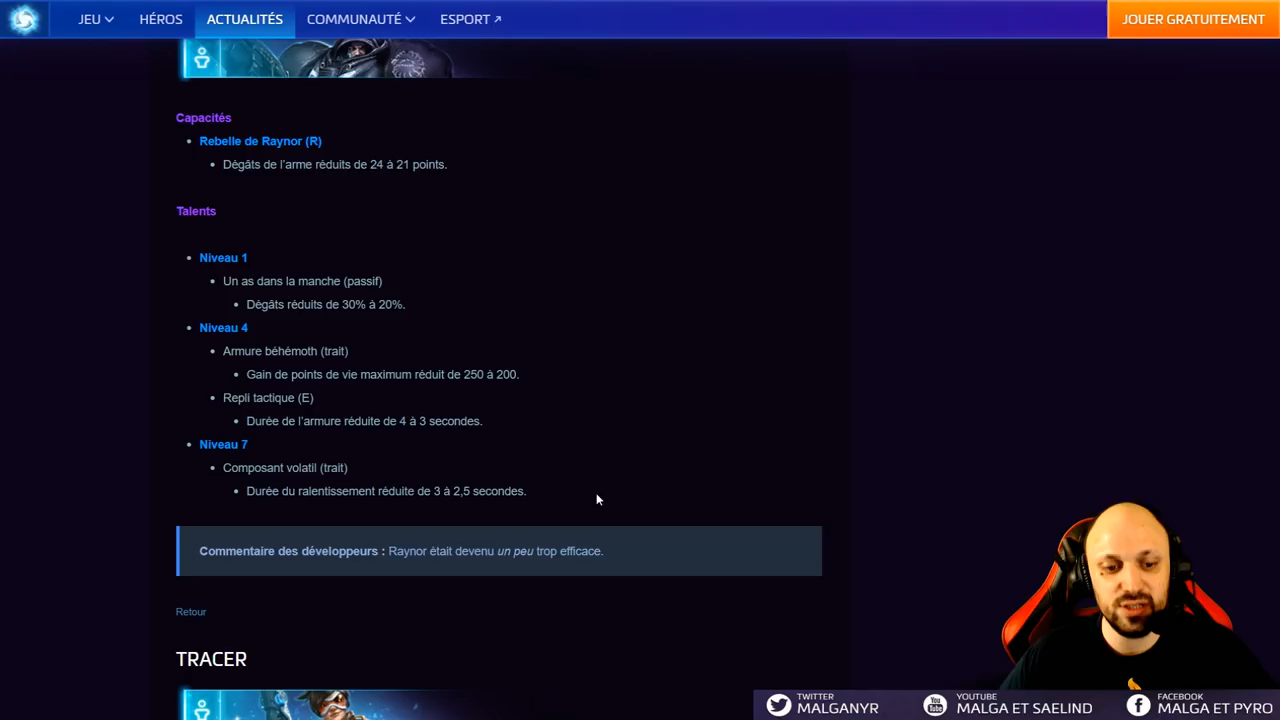 JEU HÉROS ACTUALITÉS COMMUNAUTÉ ESPORT JOUER GRATUITEMENT
Capacités
Rebelle de Raynor (R)
Dégâts de l'arme réduits de 24 à 21 points.
Talents
Niveau 1
Un as dans la manche (passif)
Dégâts réduits de 30% à 20%.
Niveau 4
Armure béhémoth (trait)
Gain de points de vie maximum réduit de 250 à 200.
Repli tactique (E)
Durée de l'armure réduite de 4 à 3 secondes.
Niveau 7
Composant volatil (trait)
Durée du ralentissement réduite de 3 à 2,5 secondes.
Commentaire des développeurs : Raynor était devenu un peu trop efficace.
Retour
TRACER
TWITTER
MALGANYR
YOUTUBE
MALGA ET SAELIND
FACEBOOK
MALGA ET PYRO